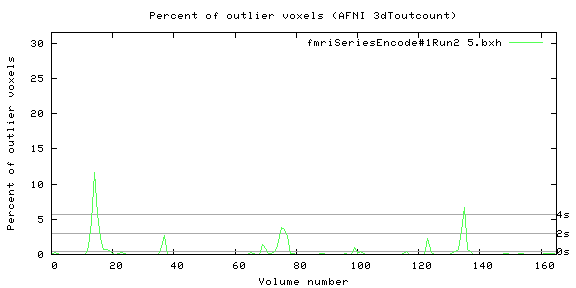 Percent of outlier voxels (AFNI 3dToutcount)
fmriSeriesEncode#1Run2 5.bxh
30
25
20
15
10
5
0
4s
2s
0s
0 20 40 60 80 100 120 140 160
Volume number
Percent of outlier voxels